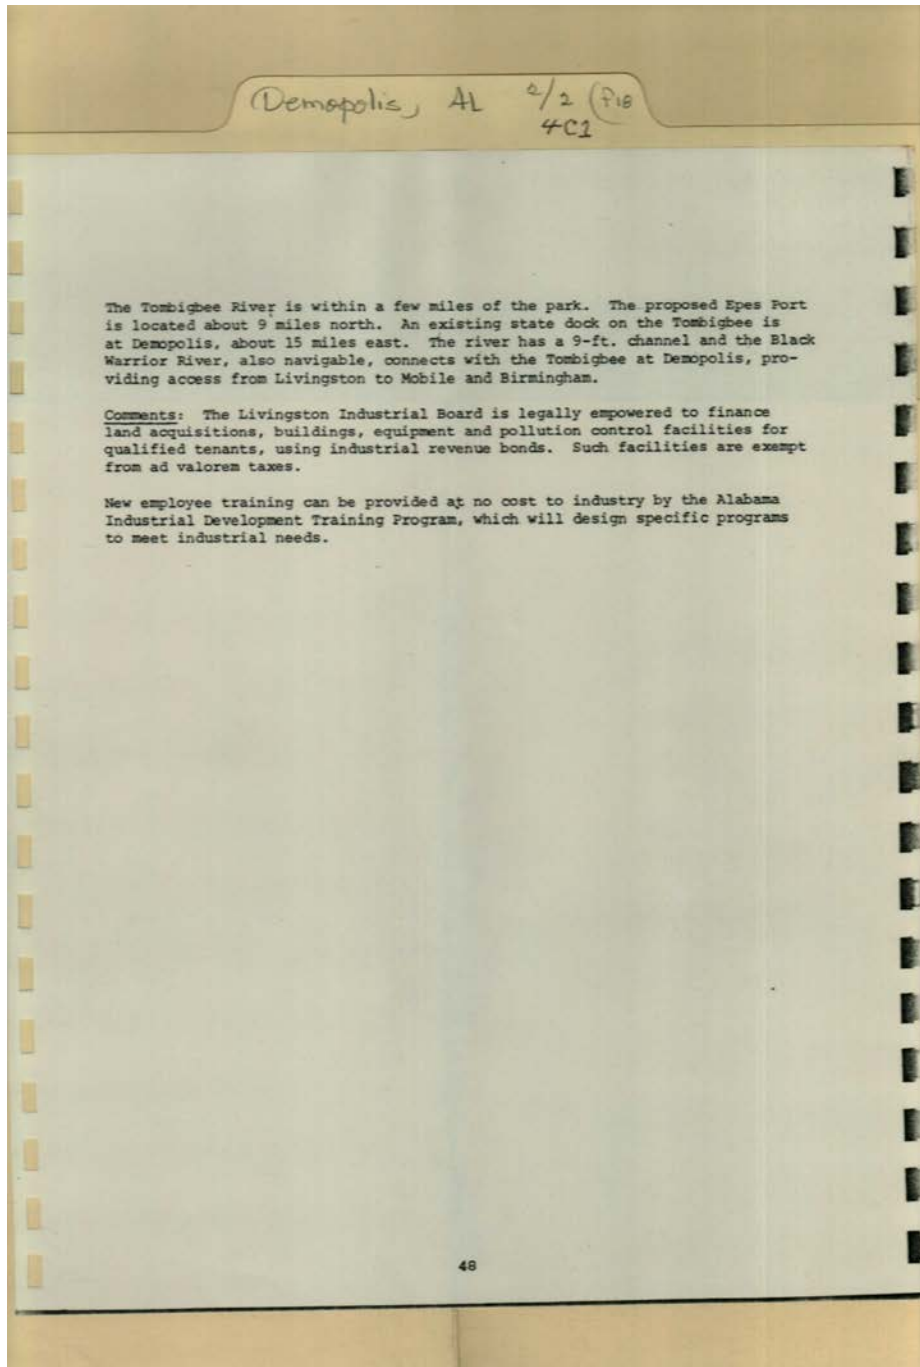 Demopolis, AL 2/2 (F18
4C1
The Tombigbee River is within a few miles of the park. The proposed Epes Port
is located about 9 miles north. An existing state dock on the Tombigbee is
at Demopolis, about 15 miles east. The river has a 9-ft. channel and the Black
Warrior River, also navigable, connects with the Tombigbee at Demopolis, pro-
viding access from Livingston to Mobile and Birmingham.
Comments: The Livingston Industrial Board is legally empowered to finance
land acquisitions, buildings, equipment and pollution control facilities for
qualified tenants, using industrial revenue bonds. Such facilities are exempt
from ad valorem taxes.
New employee training can be provided at no cost to industry by the Alabama
Industrial Development Training Program, which will design specific programs
to meet industrial needs.
48